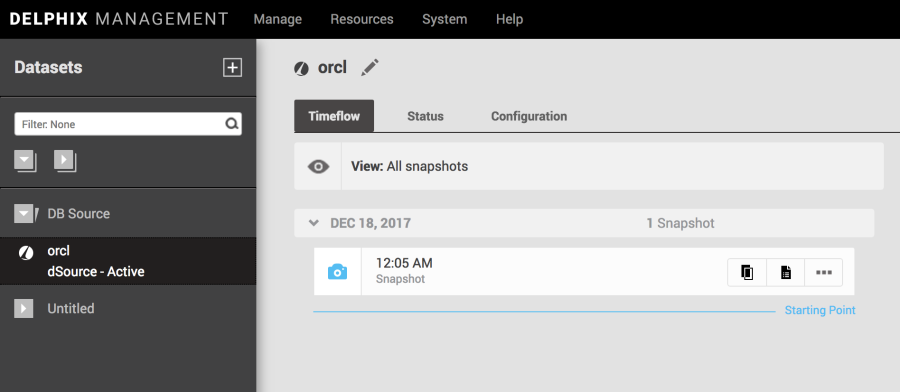 DELPHIX MANAGEMENT Manage Resources System Help
Datasets
Filter: None
DB Source
orcl
dSource - Active
Untitled
orcl
Timeflow Status Configuration
View: All snapshots
DEC 18, 2017 1 Snapshot
12:05 AM
Snapshot
Starting Point